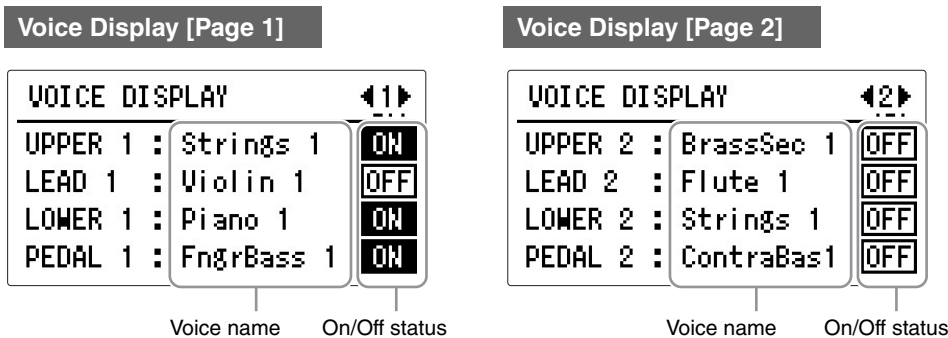 Voice Display [Page 1]
VOICE DISPLAY 1
UPPER 1 : Strings 1 ON
LEAD 1 : Violin 1 OFF
LOWER 1 : Piano 1 ON
PEDAL 1 : FngrBass 1 ON
Voice name On/Off status
Voice Display [Page 2]
VOICE DISPLAY 2
UPPER 2 : BrassSec 1 OFF
LEAD 2 : Flute 1 OFF
LOWER 2 : Strings 1 OFF
PEDAL 2 : ContraBas1 OFF
Voice name On/Off status